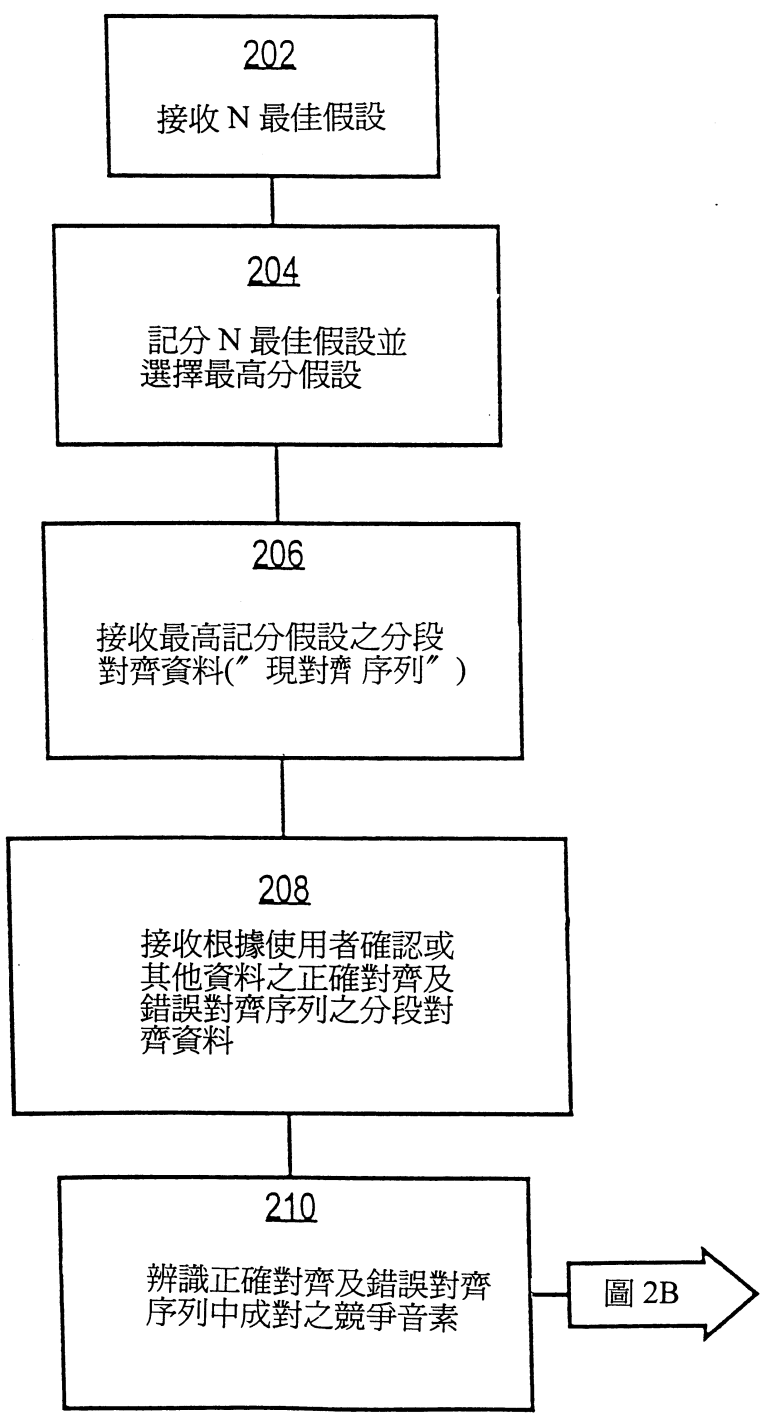 202
接收 N 最佳假設
204
記分 N 最佳假設並
選擇最高分假設
206
接收最高記分假設之分段
對齊資料(〞現對齊 序列〞)
208
接收根據使用者確認或
其他資料之正確對齊及
錯誤對齊序列之分段對
齊資料
210
辨識正確對齊及錯誤對齊
序列中成對之競爭音素
圖 2B